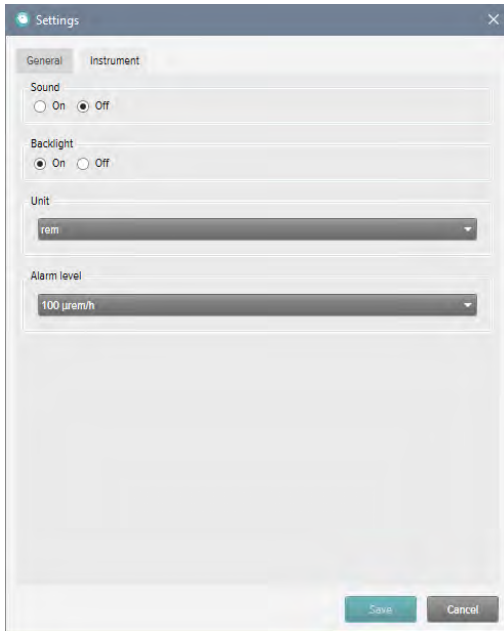 Settings
General Instrument
Sound
On Off
Backlight
On Off
Unit
rem
Alarm level
100 µrem/h
Save Cancel